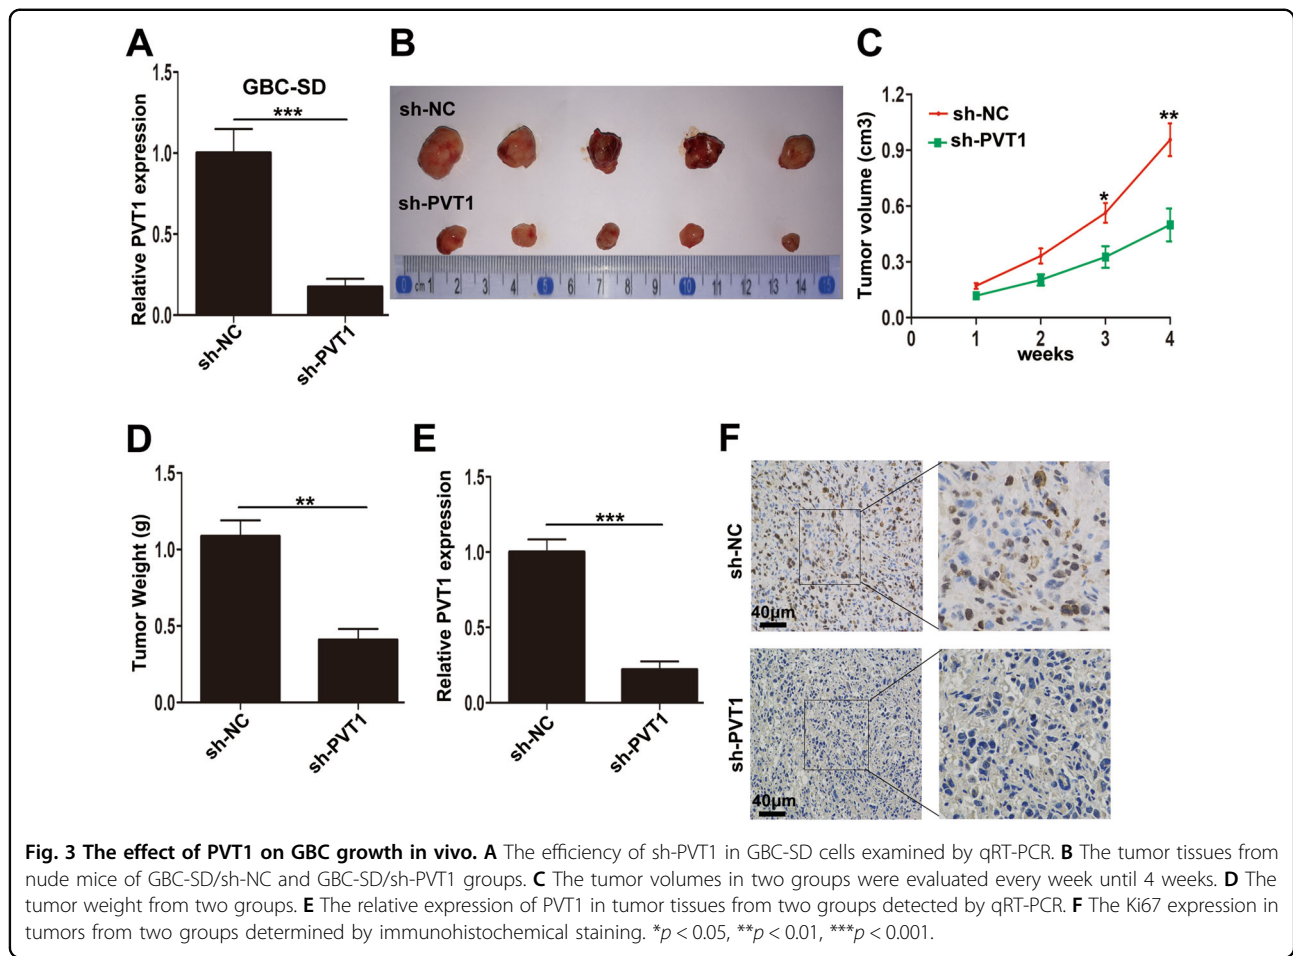 A
GBC-SD
***
Relative PVT1 expression
1.5
1.0
0.5
0.0
sh-NC
sh-PVT1
B
sh-NC
sh-PVT1
0 cm 1 2 3 4 5 6 7 8 9 10 11 12 13 14 15
C
Tumor volume (cm3)
1.2
0.9
0.6
0.3
0.0
sh-NC
sh-PVT1
*
**
0 1 2 3 4
weeks
D
Tumor Weight (g)
1.5
1.0
0.5
0.0
**
sh-NC
sh-PVT1
E
Relative PVT1 expression
1.5
1.0
0.5
0.0
***
sh-NC
sh-PVT1
F
sh-NC
40μm
sh-PVT1
40μm
Fig. 3 The effect of PVT1 on GBC growth in vivo. A The efficiency of sh-PVT1 in GBC-SD cells examined by qRT-PCR. B The tumor tissues from
nude mice of GBC-SD/sh-NC and GBC-SD/sh-PVT1 groups. C The tumor volumes in two groups were evaluated every week until 4 weeks. D The
tumor weight from two groups. E The relative expression of PVT1 in tumor tissues from two groups detected by qRT-PCR. F The Ki67 expression in
tumors from two groups determined by immunohistochemical staining. *p < 0.05, **p < 0.01, ***p < 0.001.